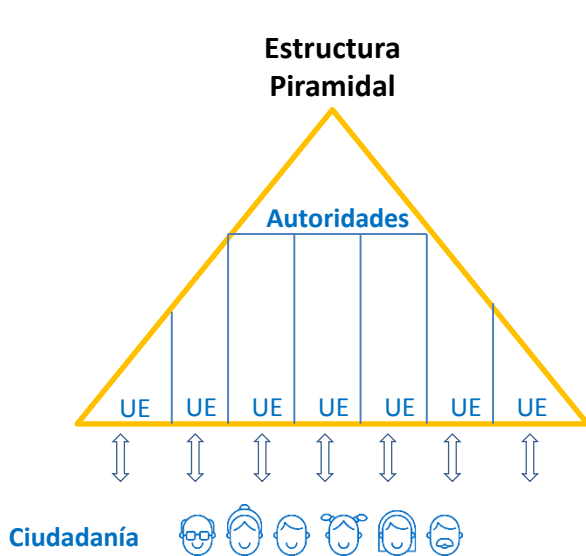 Estructura
Piramidal
Autoridades
UE UE UE UE UE UE UE
Ciudadanía